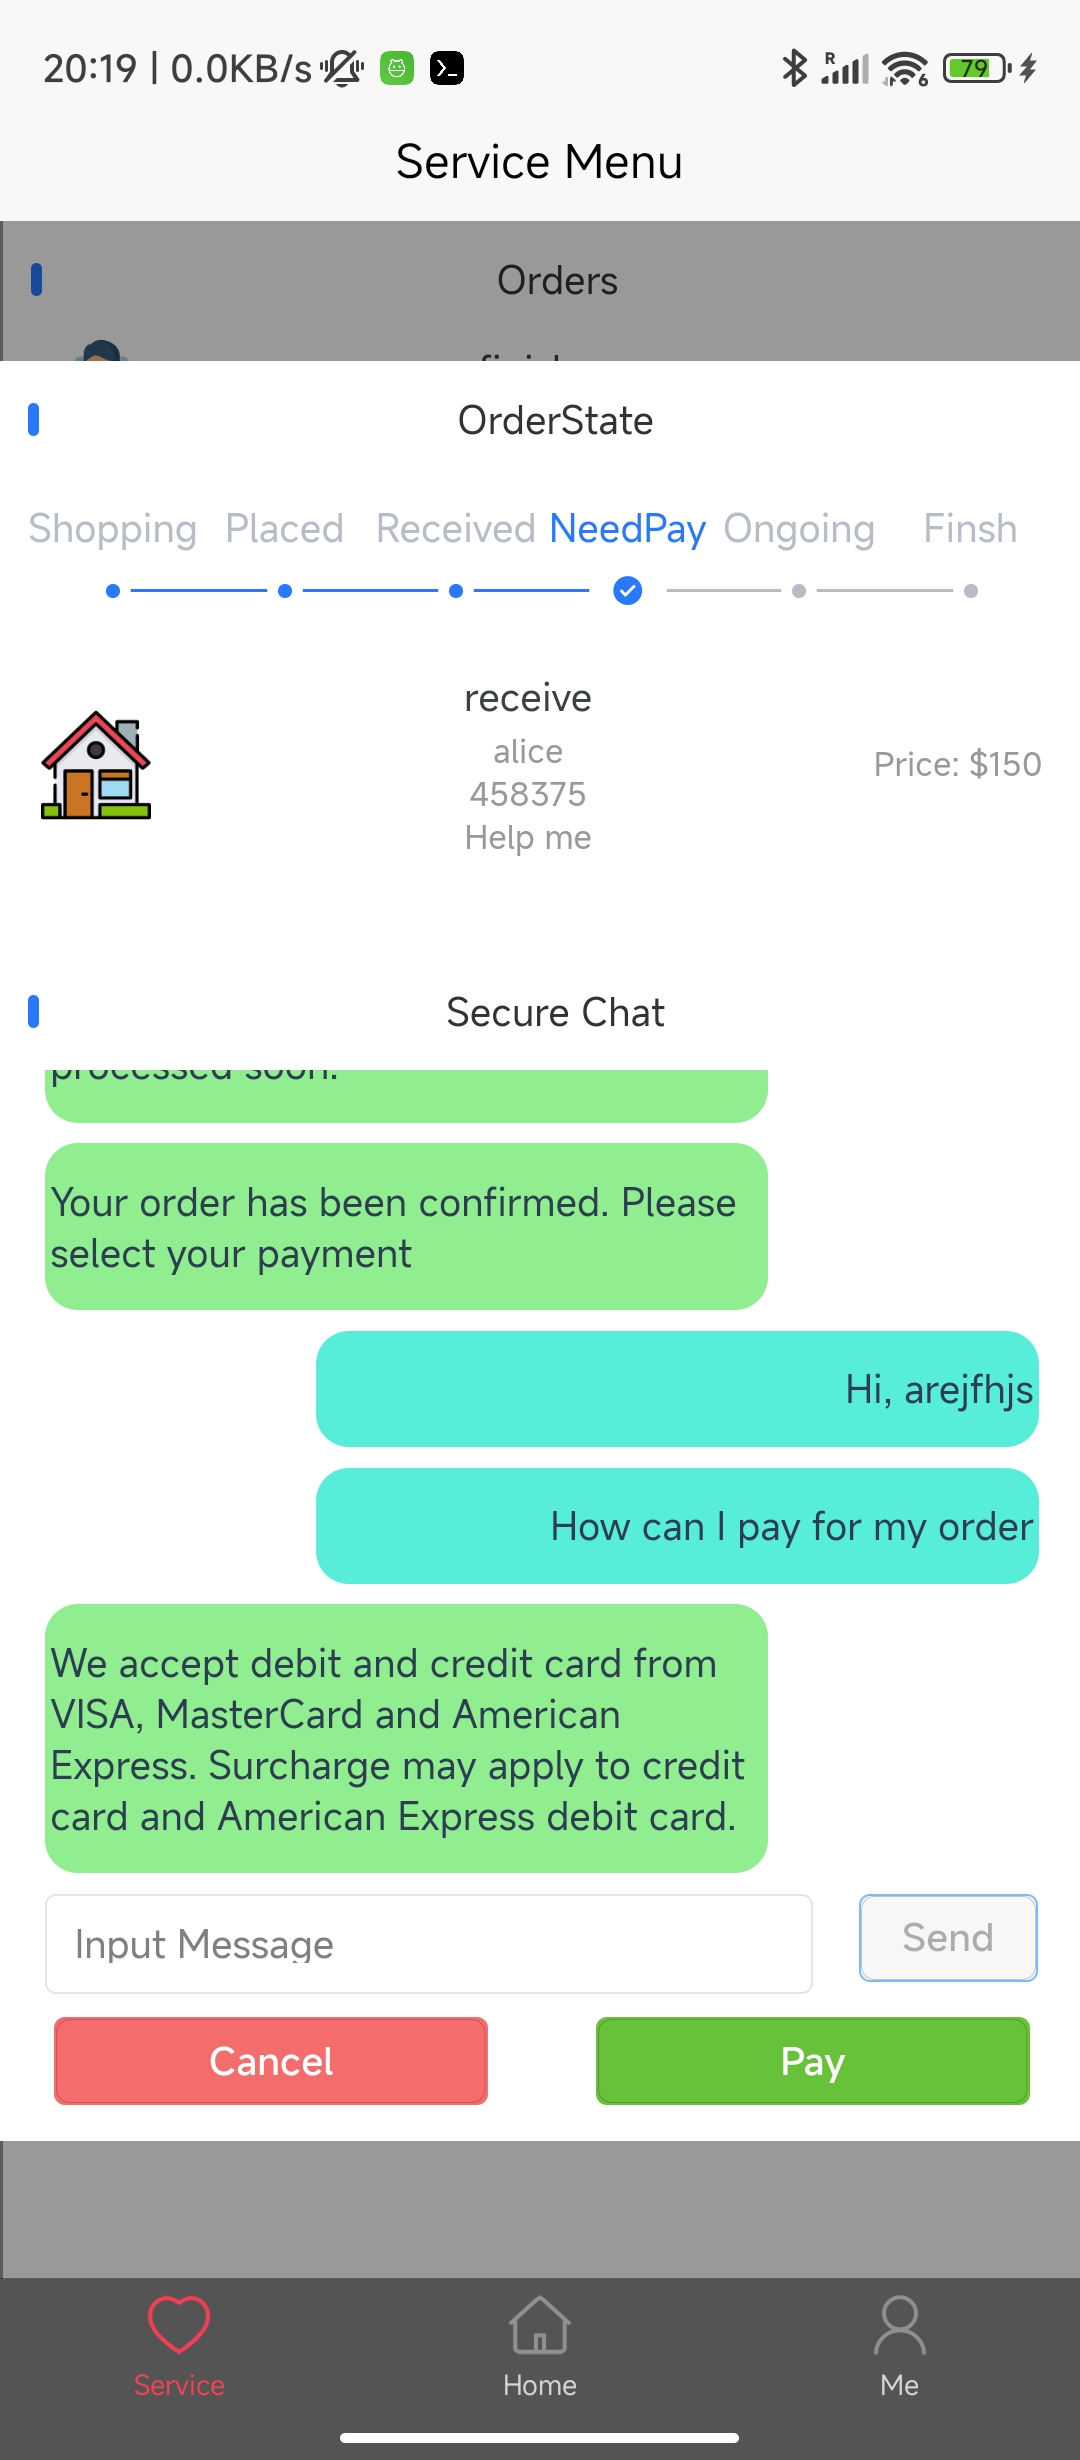 20:19 | 0.0KB/s
R
6
79
Service Menu
Orders
OrderState
Shopping Placed Received NeedPay Ongoing Finsh
receive
alice
458375
Help me
Price: $150
Secure Chat
processed soon.
Your order has been confirmed. Please
select your payment
Hi, arejfhjs
How can I pay for my order
We accept debit and credit card from
VISA, MasterCard and American
Express. Surcharge may apply to credit
card and American Express debit card.
Input Message
Send
Cancel
Pay
Service
Home
Me